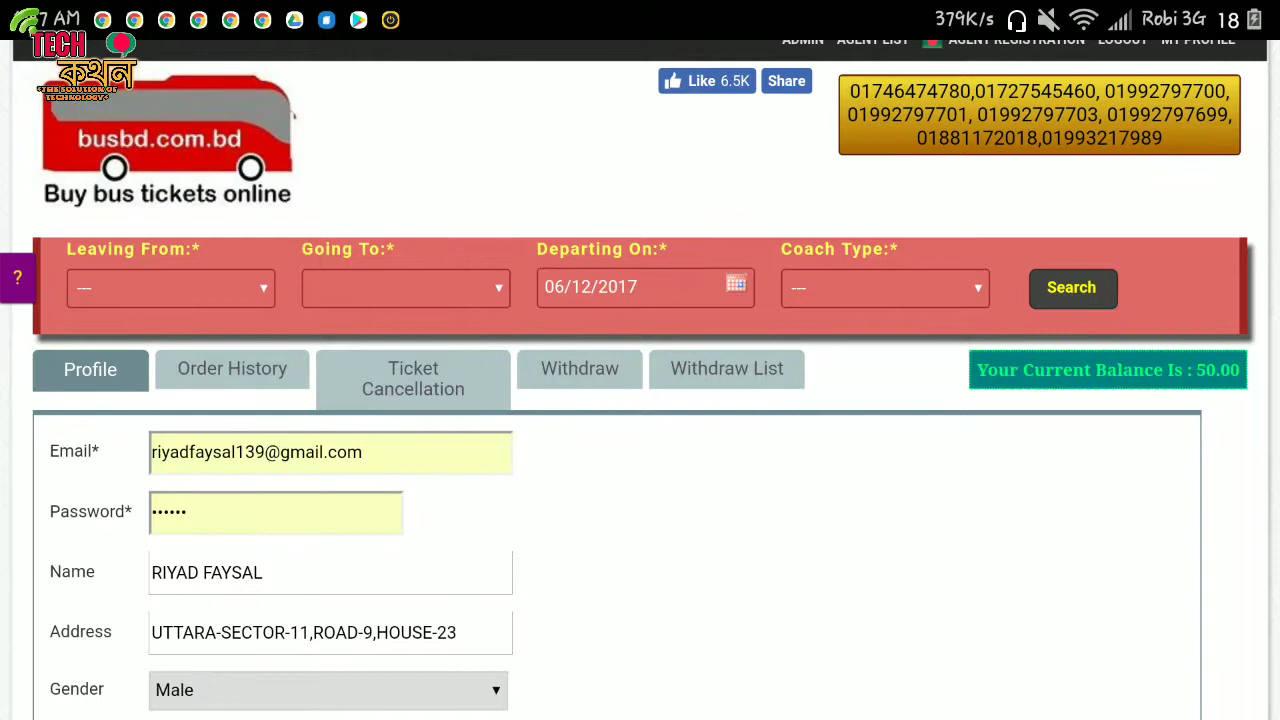 7 AM 379K/s Robi 3G 18
TECH
কথন
*THE SOLUTION OF
TECHNOLOGY*
ADMIN AGENT LIST AGENT REGISTRATION LOGOUT MY PROFILE
Like 6.5K Share
01746474780,01727545460, 01992797700,
01992797701, 01992797703, 01992797699,
01881172018,01993217989
busbd.com.bd
Buy bus tickets online
Leaving From:* Going To:* Departing On:* Coach Type:*
? --- 06/12/2017 --- Search
Profile Order History Ticket Cancellation Withdraw Withdraw List Your Current Balance Is : 50.00
Email* riyadfaysal139@gmail.com
Password* ••••••
Name RIYAD FAYSAL
Address UTTARA-SECTOR-11,ROAD-9,HOUSE-23
Gender Male